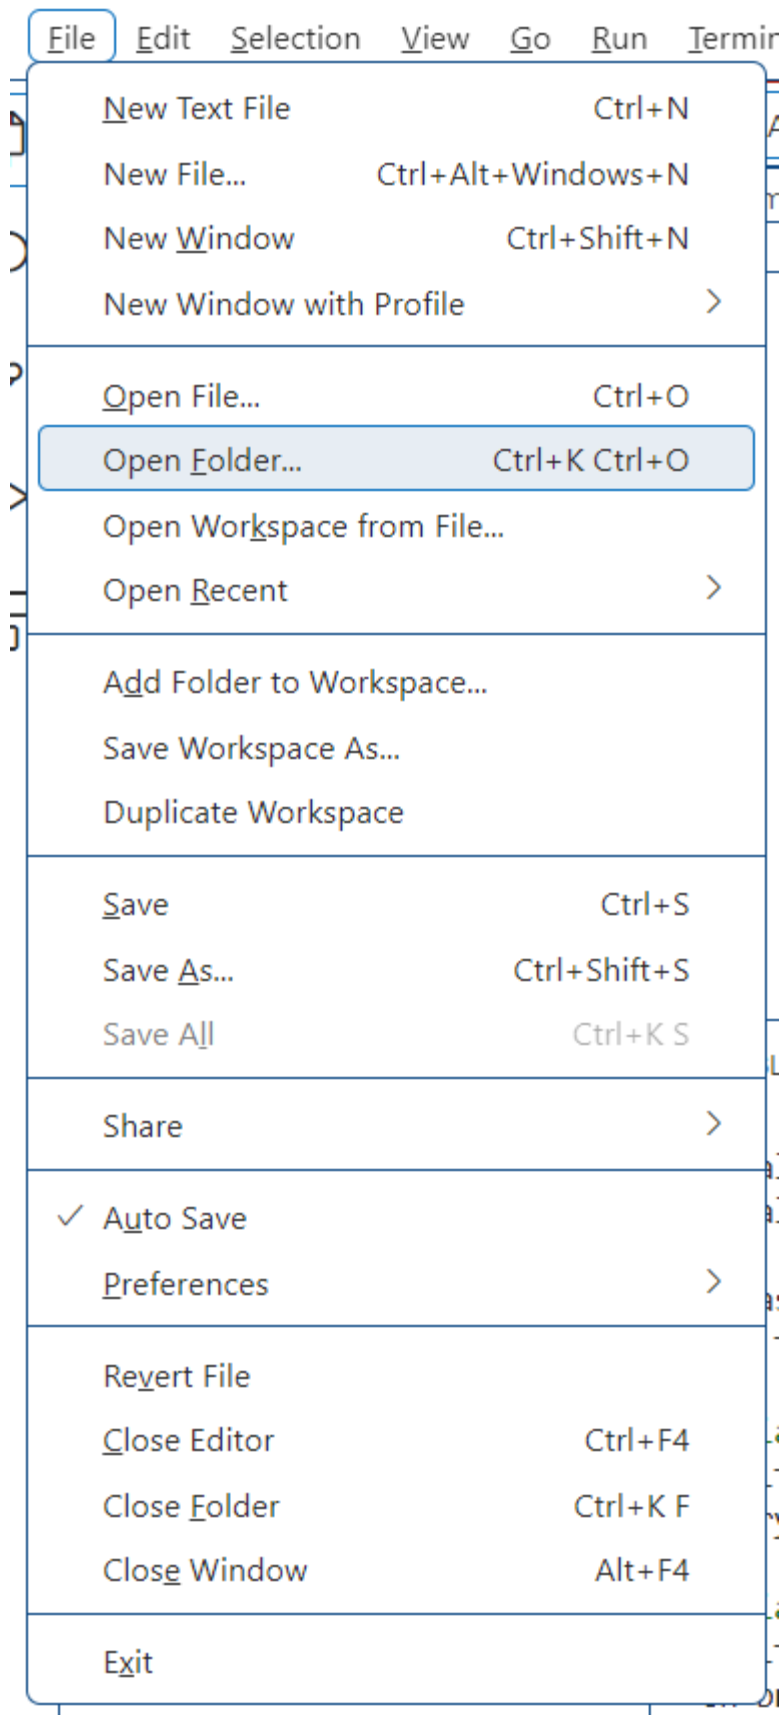 File Edit Selection View Go Run
New Text File Ctrl+N
New File... Ctrl+Alt+Windows+N
New Window Ctrl+Shift+N
New Window with Profile
Open File... Ctrl+O
Open Folder... Ctrl+K Ctrl+O
Open Workspace from File...
Open Recent
Add Folder to Workspace...
Save Workspace As...
Duplicate Workspace
Save Ctrl+S
Save As... Ctrl+Shift+S
Save All Ctrl+K S
Share
Auto Save
Preferences
Revert File
Close Editor Ctrl+F4
Close Folder Ctrl+K F
Close Window Alt+F4
Exit